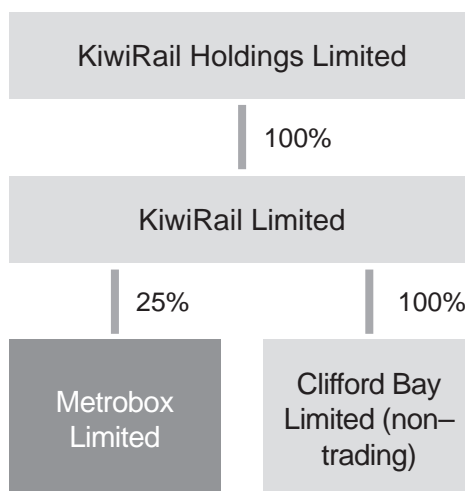 KiwiRail Holdings Limited
100%
KiwiRail Limited
25%
100%
Metrobox
Limited
Clifford Bay
Limited (non–
trading)